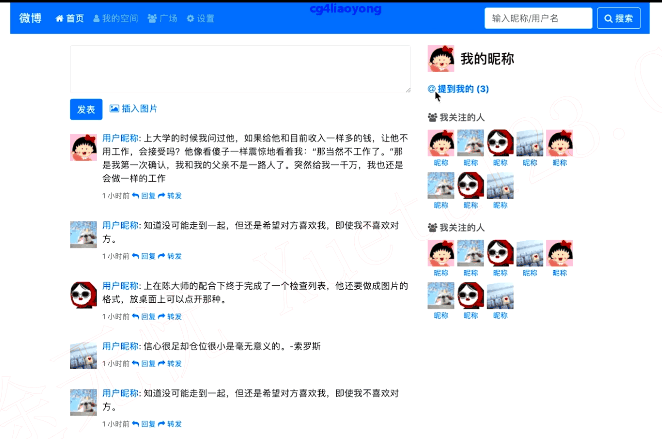 cg4liaoyong
微博 首页 我的空间 广场 设置 输入昵称/用户名 搜索
我的昵称
@ 提到我的 (3)
发表 插入图片
用户昵称: 上大学的时候我问过他，如果给他和目前收入一样多的钱，让他不
用工作，会接受吗？他像看傻子一样震惊地看着我：“那当然不工作了。”那
是我第一次确认，我和我的父亲不是一路人了。突然给我一千万，我也还是
会做一样的工作
1 小时前 回复 转发
用户昵称: 知道没可能走到一起，但还是希望对方喜欢我，即使我不喜欢对
方。
1 小时前 回复 转发
用户昵称: 上在陈大师的配合下终于完成了一个检查列表，他还要做成图片的
格式，放桌面上可以点开那种。
1 小时前 回复 转发
用户昵称: 信心很足却仓位很小是毫无意义的。-索罗斯
1 小时前 回复 转发
用户昵称: 知道没可能走到一起，但还是希望对方喜欢我，即使我不喜欢对
方。
1 小时前 回复 转发
我关注的人
昵称 昵称 昵称 昵称 昵称
昵称 昵称 昵称
我关注的人
昵称 昵称 昵称 昵称 昵称
昵称 昵称 昵称